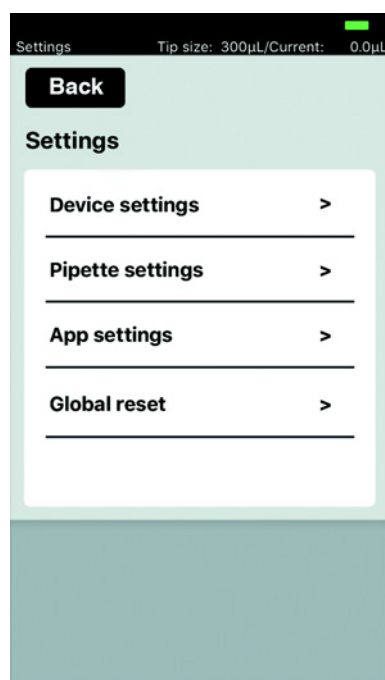 Settings Tip size: 300µL/Current: 0.0µL
Back
Settings
Device settings >
Pipette settings >
App settings >
Global reset >